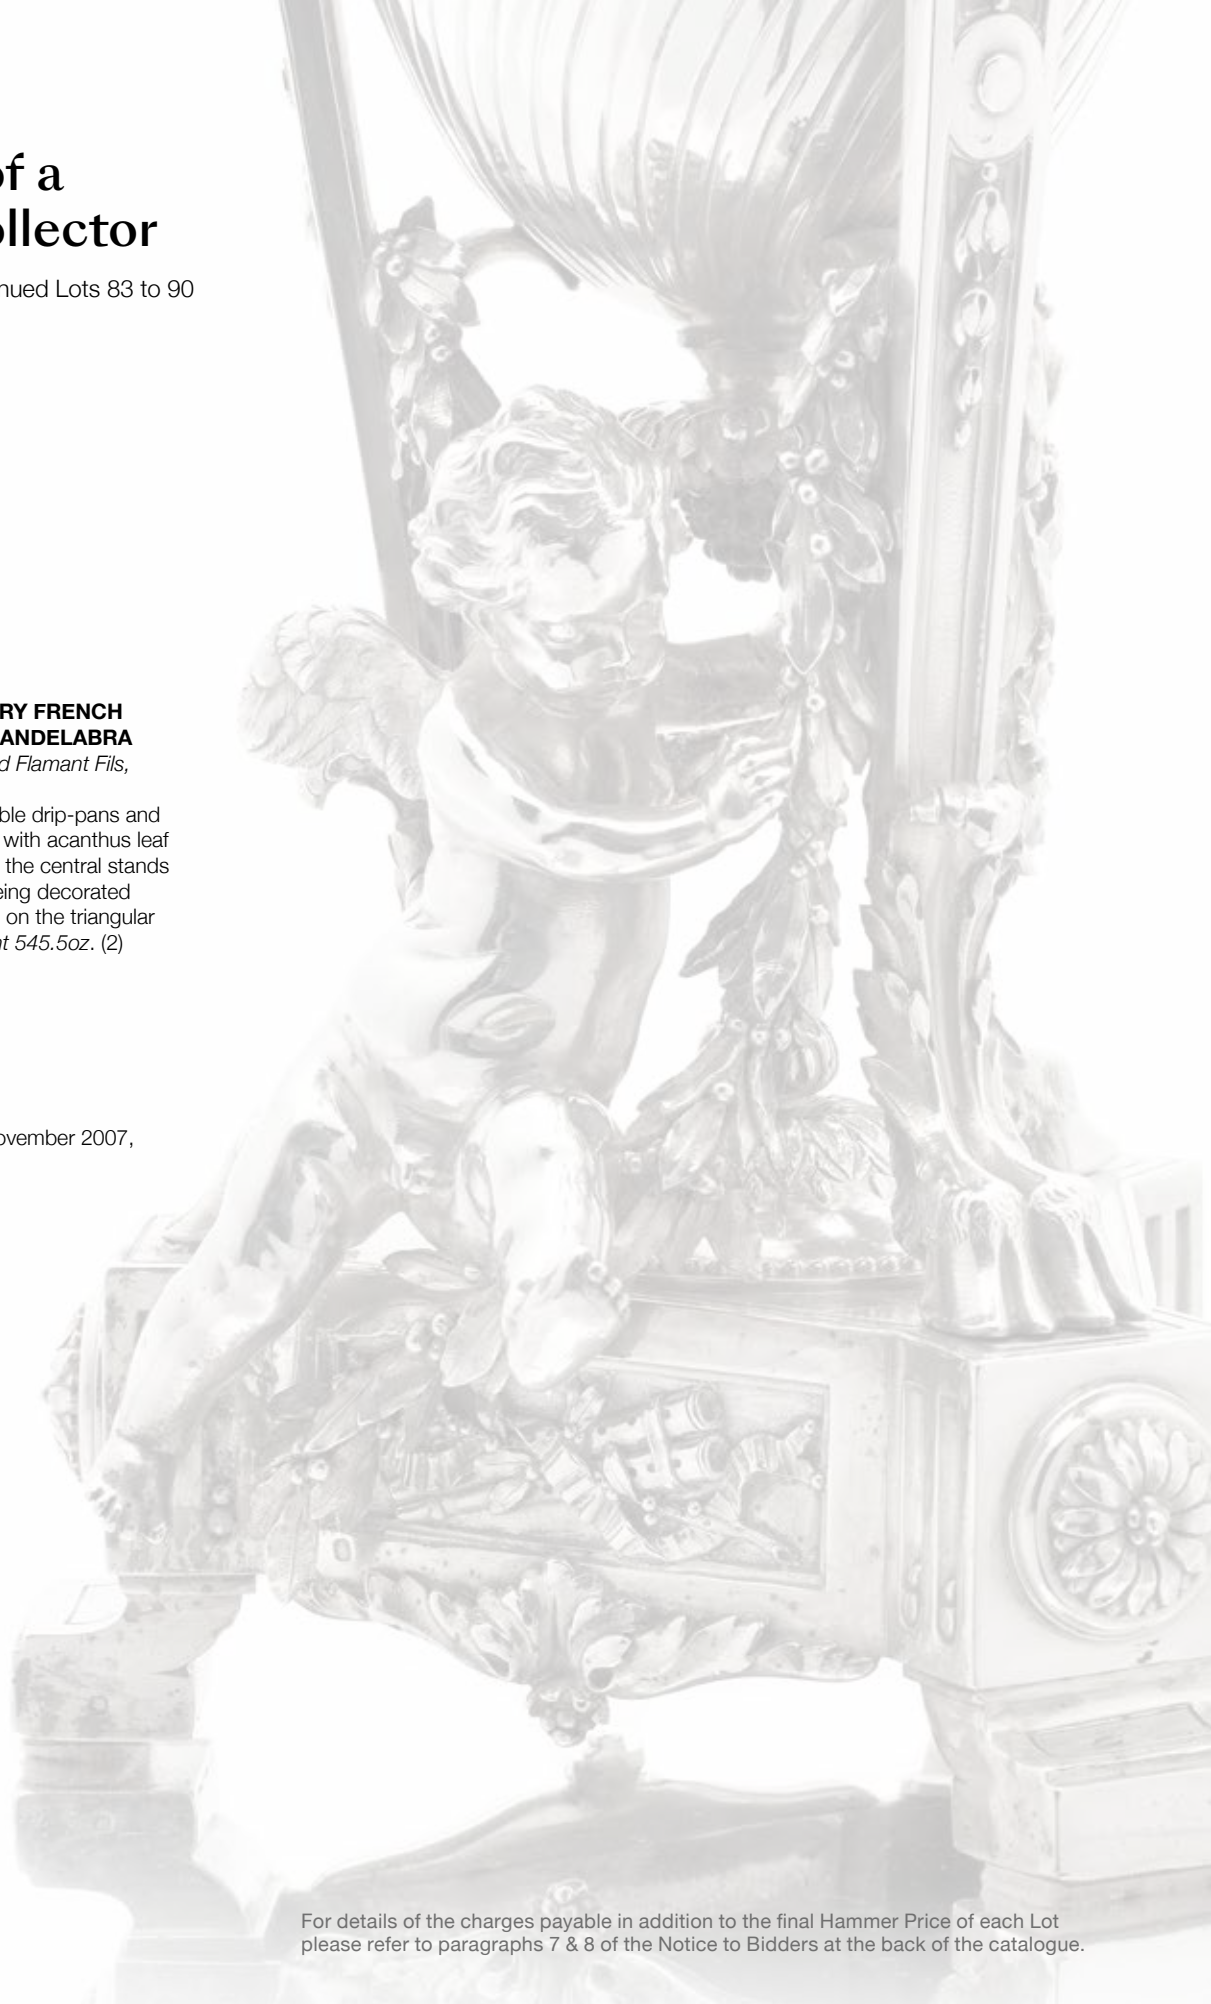 of a
ollector
nued Lots 83 to 90
RY FRENCH
ANDELABRA
d Flamant Fils,
ble drip-pans and
with acanthus leaf
the central stands
eing decorated
on the triangular
nt 545.5oz. (2)
ovember 2007,
For details of the charges payable in addition to the final Hammer Price of each Lot
please refer to paragraphs 7 & 8 of the Notice to Bidders at the back of the catalogue.